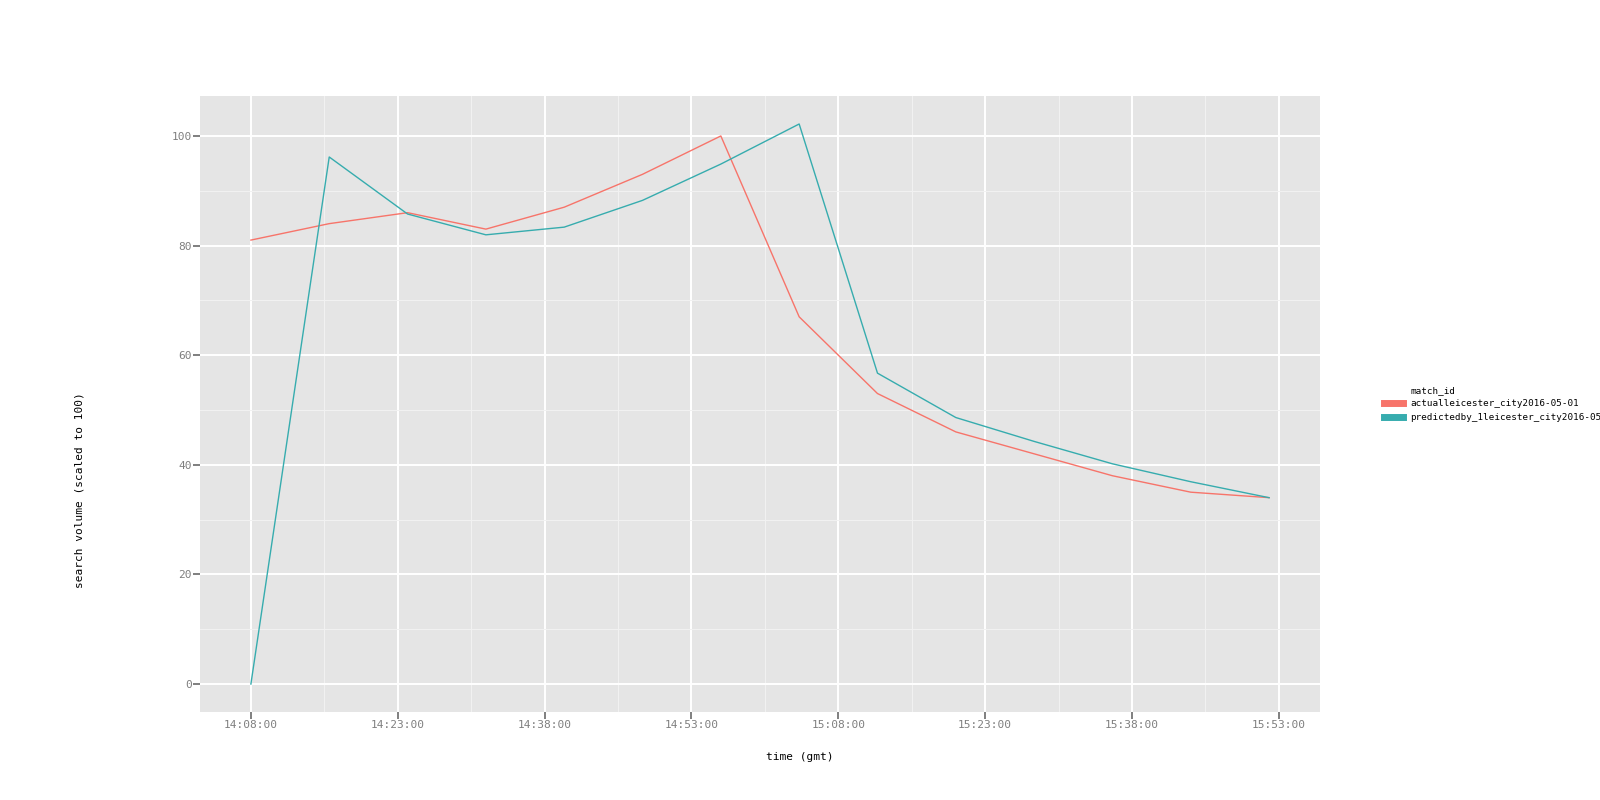 100
80
60
40
20
0
search volume (scaled to 100)
14:08:00 14:23:00 14:38:00 14:53:00 15:08:00 15:23:00 15:38:00 15:53:00
time (gmt)
match_id
actualleicester_city2016-05-01
predictedby_1leicester_city2016-05